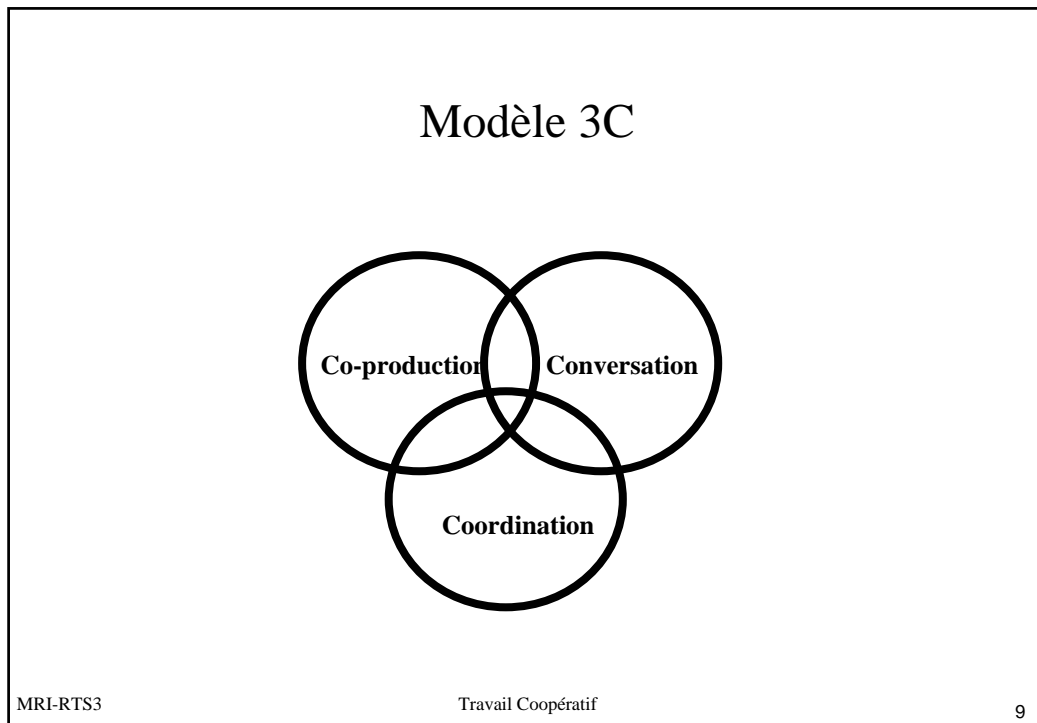 Modèle 3C
Co-production Conversation
Coordination
MRI-RTS3 Travail Coopératif 9